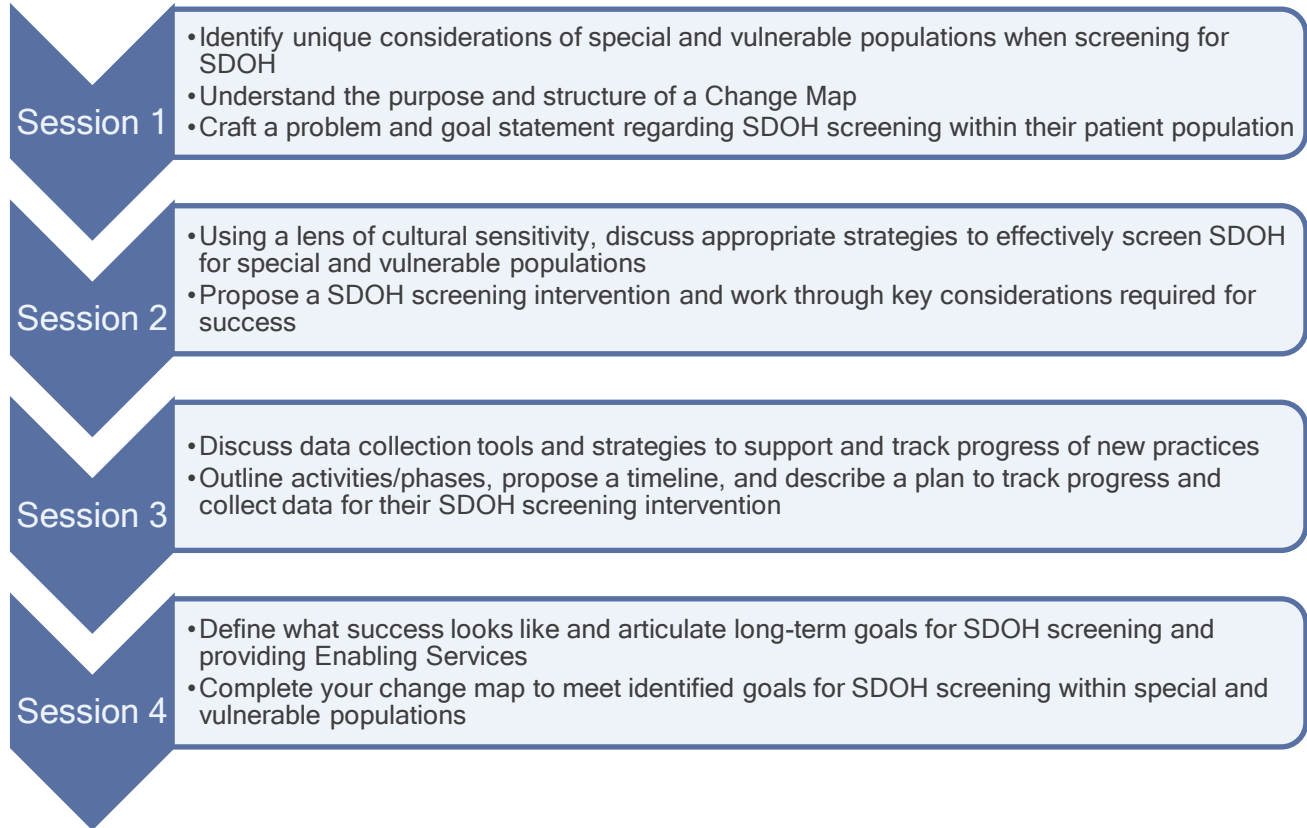 Session 1
•Identify unique considerations of special and vulnerable populations when screening for
SDOH
•Understand the purpose and structure of a Change Map
•Craft a problem and goal statement regarding SDOH screening within their patient population
Session 2
•Using a lens of cultural sensitivity, discuss appropriate strategies to effectively screen SDOH
for special and vulnerable populations
•Propose a SDOH screening intervention and work through key considerations required for
success
Session 3
•Discuss data collection tools and strategies to support and track progress of new practices
•Outline activities/phases, propose a timeline, and describe a plan to track progress and
collect data for their SDOH screening intervention
Session 4
•Define what success looks like and articulate long-term goals for SDOH screening and
providing Enabling Services
•Complete your change map to meet identified goals for SDOH screening within special and
vulnerable populations